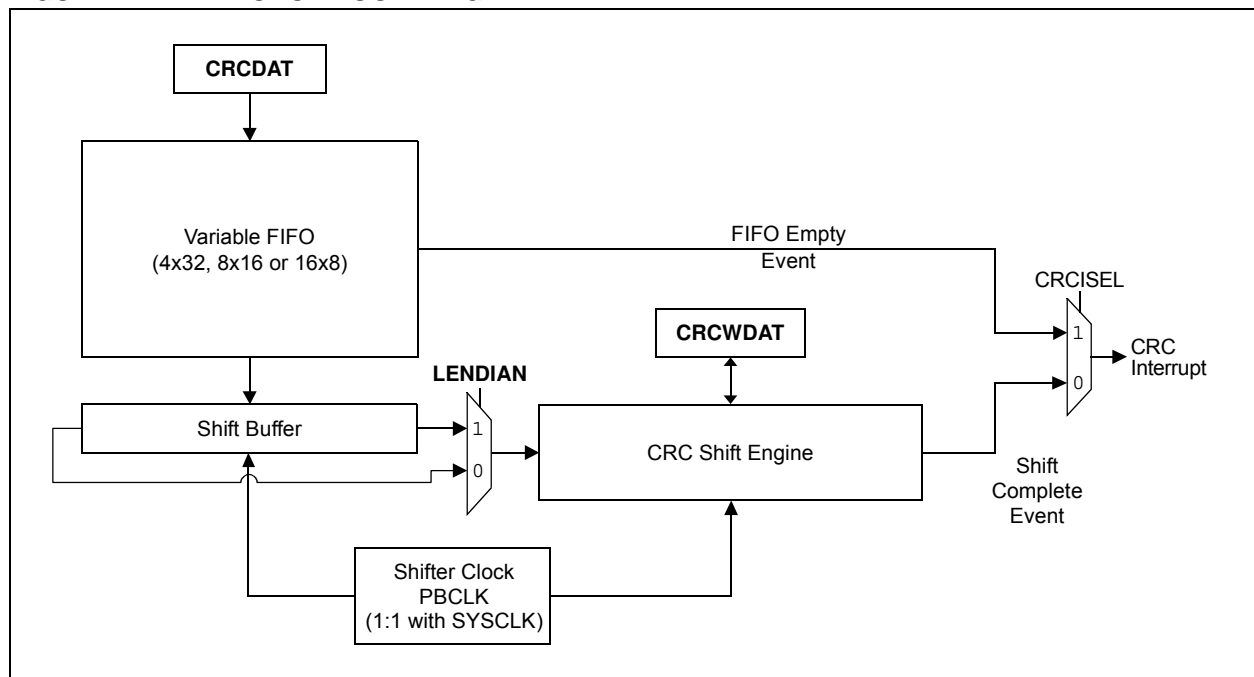 CRCDAT
Variable FIFO
(4x32, 8x16 or 16x8)
FIFO Empty
Event
CRCISEL
1
0
CRC
Interrupt
CRCWDAT
LENDIAN
Shift Buffer
1
0
CRC Shift Engine
Shift
Complete
Event
Shifter Clock
PBCLK
(1:1 with SYSCLK)